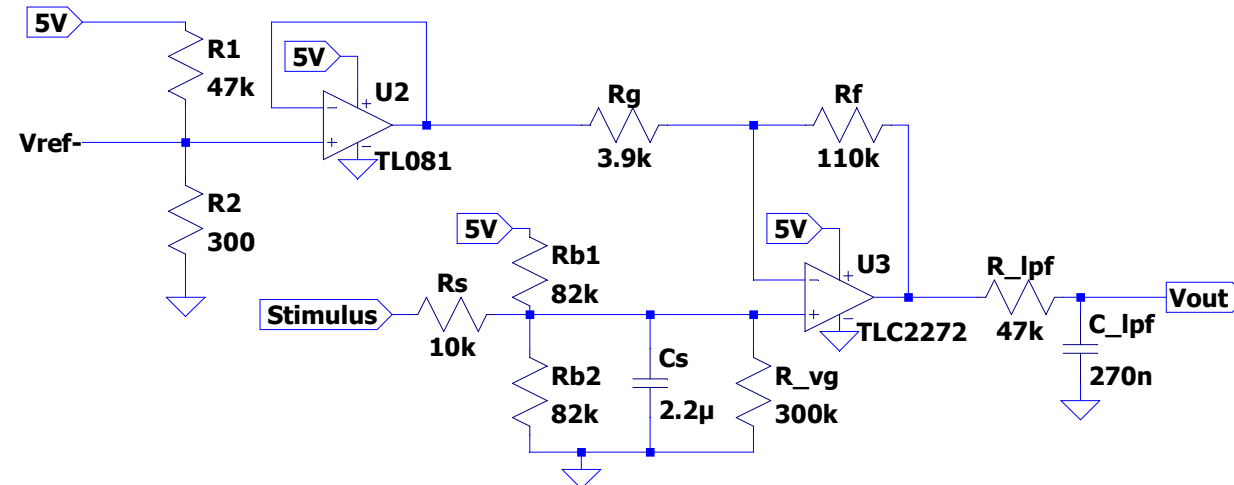 5V
R1
47k
5V
U2
TL081
Vref-
R2
300
Rg
3.9k
Rf
110k
5V
Rb1
82k
Stimulus
Rs
10k
Rb2
82k
Cs
2.2µ
R_vg
300k
5V
U3
TLC2272
R_lpf
47k
C_lpf
270n
Vout